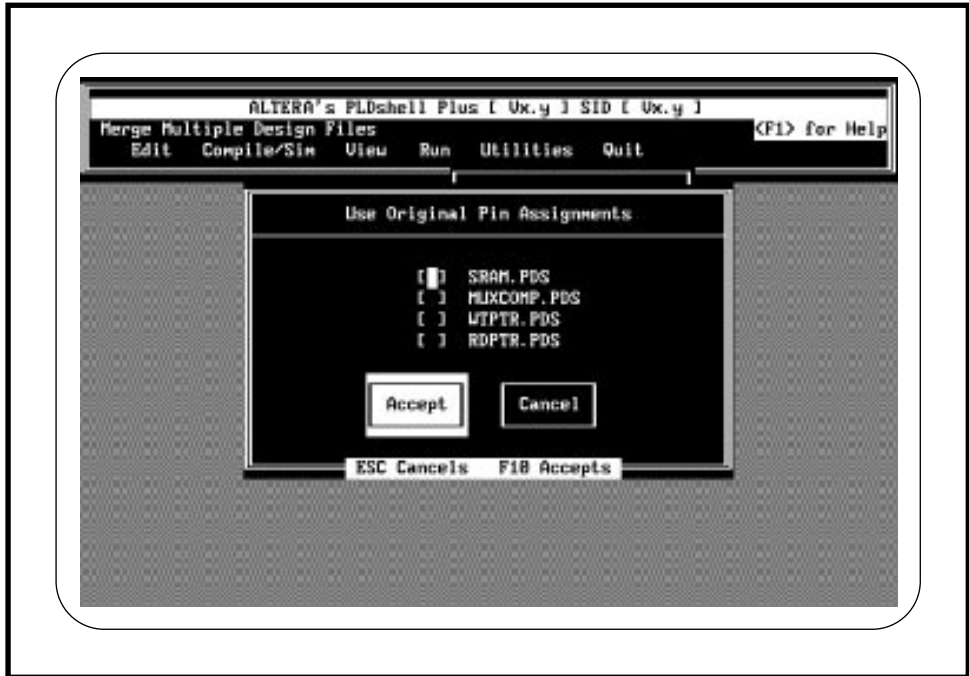 ALTERA's PLDshell Plus [ Vx.y ] SID [ Vx.y ]
Merge Multiple Design Files <F1> for Help
Edit Compile/Sim View Run Utilities Quit
Use Original Pin Assignments
[ ] SRAM.PDS
[ ] MUXCOMP.PDS
[ ] WTPTR.PDS
[ ] RDPTR.PDS
Accept Cancel
ESC Cancels F10 Accepts